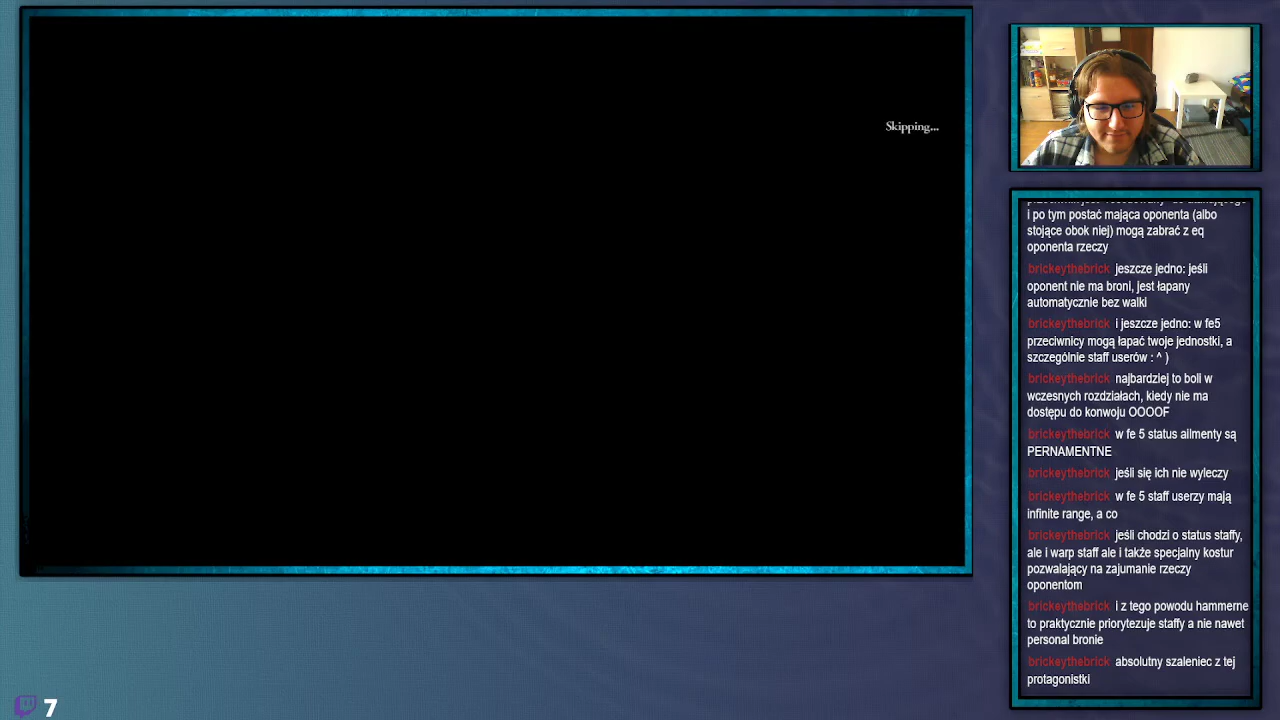 Skipping...
i po tym postać mająca oponenta (albo
stojące obok niej) mogą zabrać z eq
oponenta rzeczy
brickeythebrick jeszcze jedno: jeśli
oponent nie ma broni, jest łapany
automatycznie bez walki
brickeythebrick i jeszcze jedno: w fe5
przeciwnicy mogą łapać twoje jednostki, a
szczególnie staff userów : ^ )
brickeythebrick najbardziej to boli w
wczesnych rozdziałach, kiedy nie ma
dostępu do konwoju OOOOF
brickeythebrick w fe 5 status ailmenty są
PERNAMENTNE
brickeythebrick jeśli się ich nie wyleczy
brickeythebrick w fe 5 staff userzy mają
infinite range, a co
brickeythebrick jeśli chodzi o status staffy,
ale i warp staff ale i także specjalny kostur
pozwalający na zajumanie rzeczy
oponentom
brickeythebrick i z tego powodu hammerne
to praktycznie priorytezuje staffy a nie nawet
personal bronie
brickeythebrick absolutny szaleniec z tej
protagonistki
7